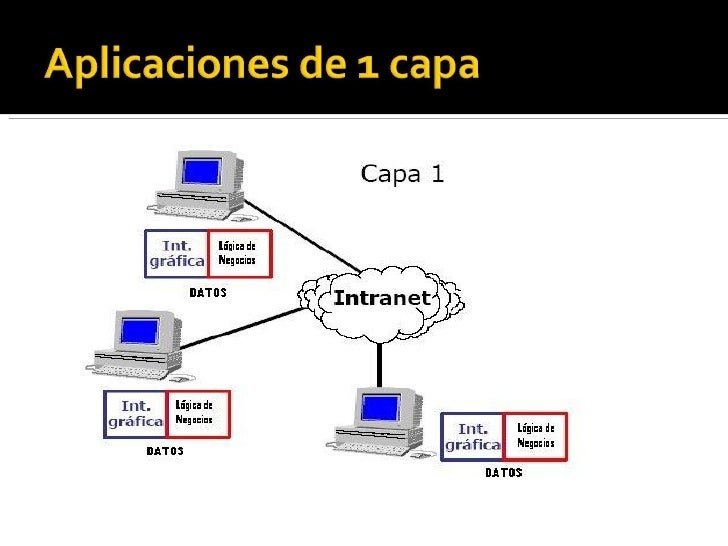 Aplicaciones de 1 capa
Capa 1
Int.
gráfica
Lógica de
Negocios
DATOS
Intranet
Int.
gráfica
Lógica de
Negocios
DATOS
Int.
gráfica
Lógica de
Negocios
DATOS